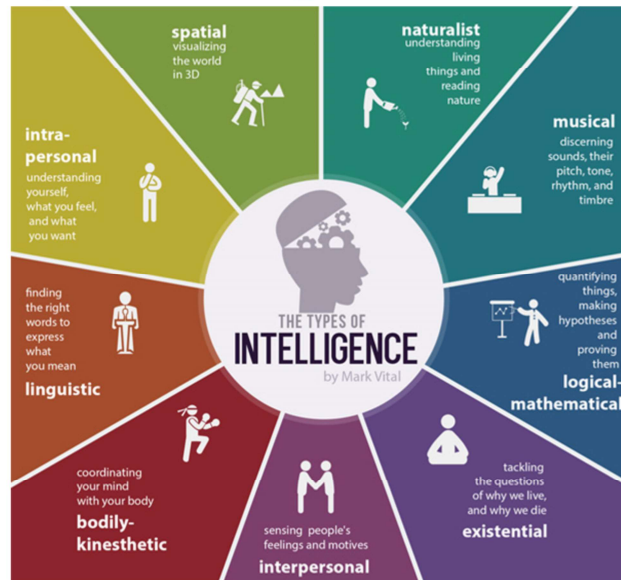 spatial
visualizing
the world
in 3D
naturalist
understanding
living
things and
reading
nature
musical
discerning
sounds, their
pitch, tone,
rhythm, and
timbre
quantifying
things,
making
hypotheses
and
proving
them
logical-
mathematical
tackling
the questions
of why we live,
and why we die
existential
sensing people's
feelings and motives
interpersonal
coordinating
your mind
with your body
bodily-
kinesthetic
finding
the right
words to
express
what
you mean
linguistic
intra-
personal
understanding
yourself,
what you feel,
and what
you want
THE TYPES OF
INTELLIGENCE
by Mark Vital